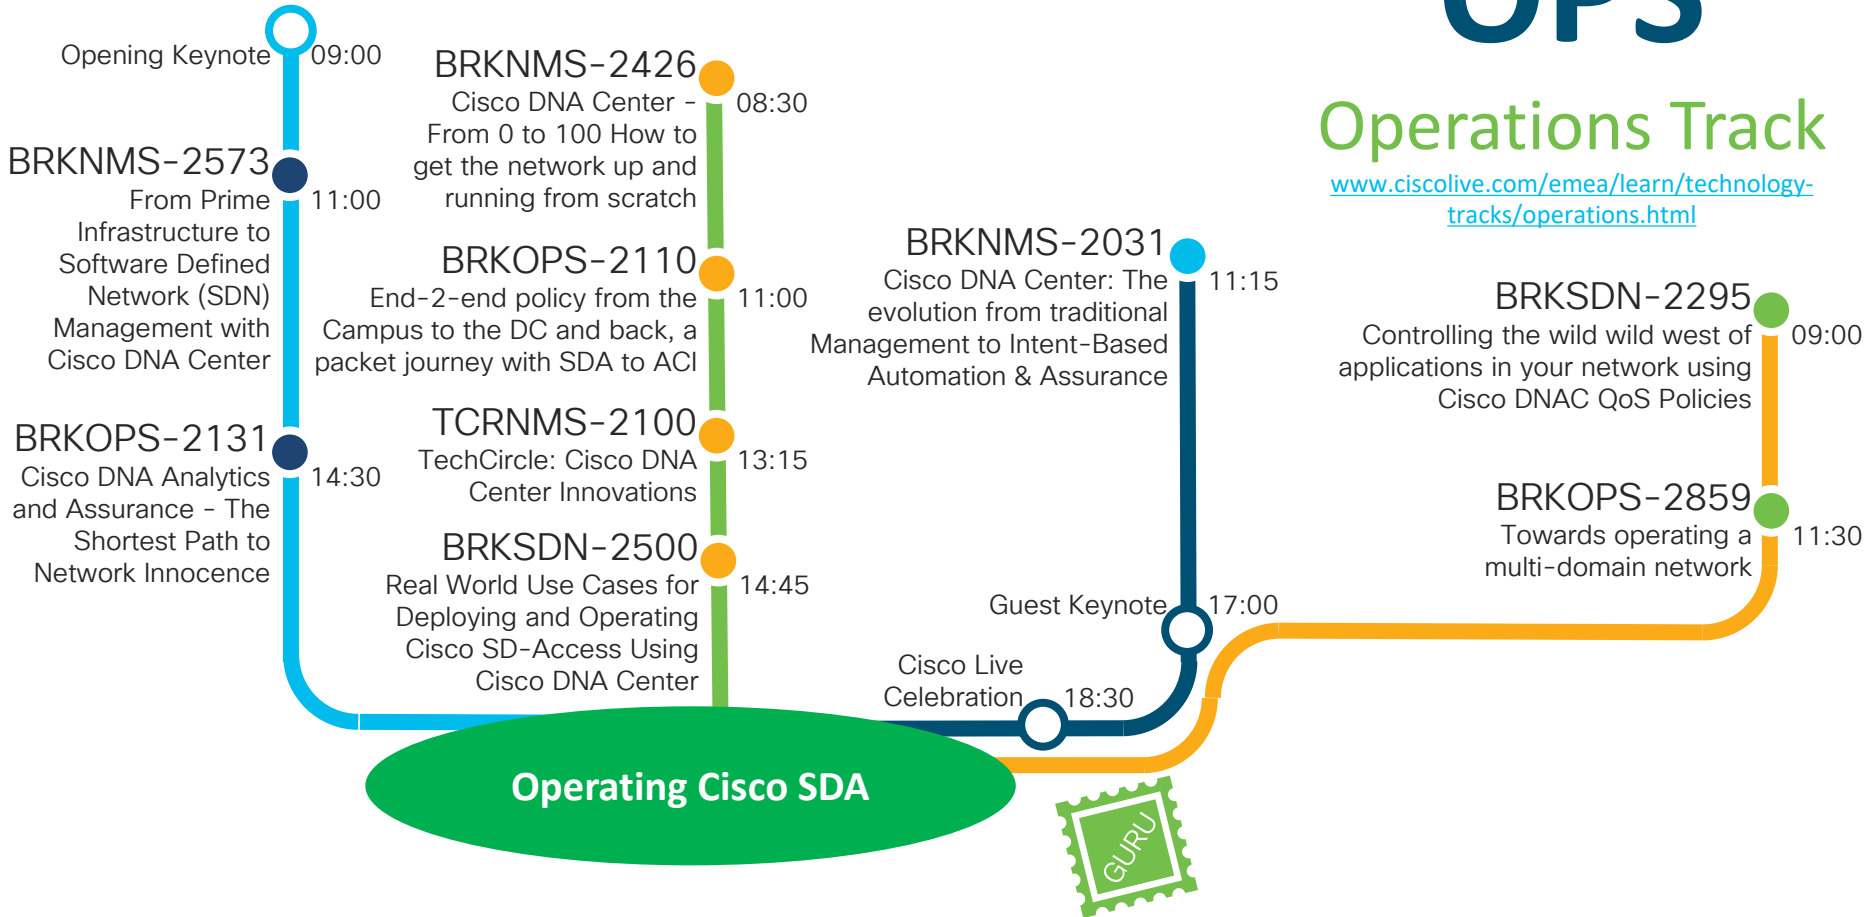 OPS
Operations Track
www.ciscolive.com/emea/learn/technology-
tracks/operations.html
Opening Keynote
09:00
BRKNMS-2573
11:00
From Prime
Infrastructure to
Software Defined
Network (SDN)
Management with
Cisco DNA Center
BRKOPS-2131
14:30
Cisco DNA Analytics
and Assurance - The
Shortest Path to
Network Innocence
BRKNMS-2426
08:30
Cisco DNA Center -
From 0 to 100 How to
get the network up and
running from scratch
BRKOPS-2110
11:00
End-2-end policy from the
Campus to the DC and back, a
packet journey with SDA to ACI
TCRNMS-2100
13:15
TechCircle: Cisco DNA
Center Innovations
BRKSDN-2500
14:45
Real World Use Cases for
Deploying and Operating
Cisco SD-Access Using
Cisco DNA Center
BRKNMS-2031
11:15
Cisco DNA Center: The
evolution from traditional
Management to Intent-Based
Automation & Assurance
Guest Keynote
17:00
Cisco Live
Celebration
18:30
BRKSDN-2295
09:00
Controlling the wild wild west of
applications in your network using
Cisco DNAC QoS Policies
BRKOPS-2859
11:30
Towards operating a
multi-domain network
Operating Cisco SDA
GURU